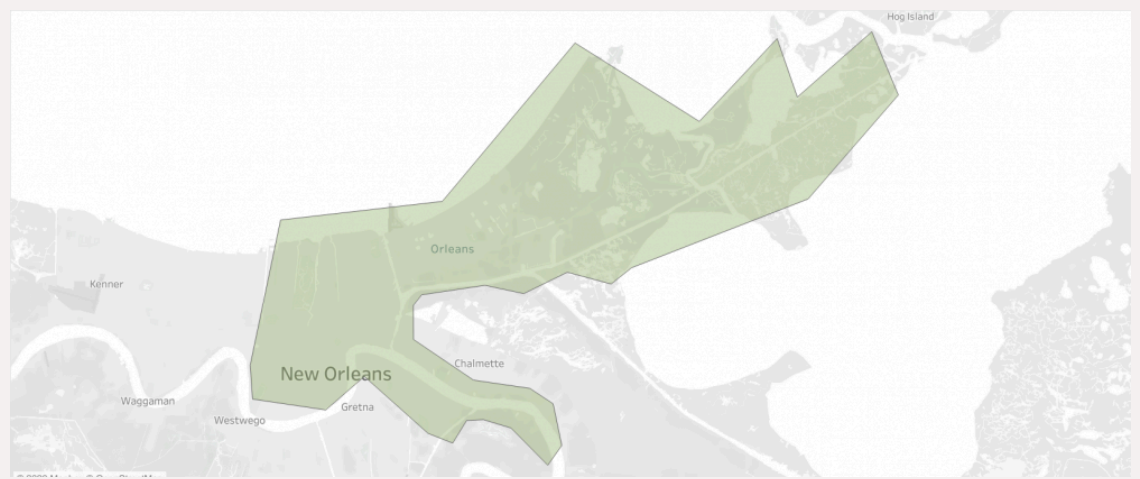 Hog Island
Orleans
Kenner
Chalmette
New Orleans
Waggaman
Gretna
Westwego